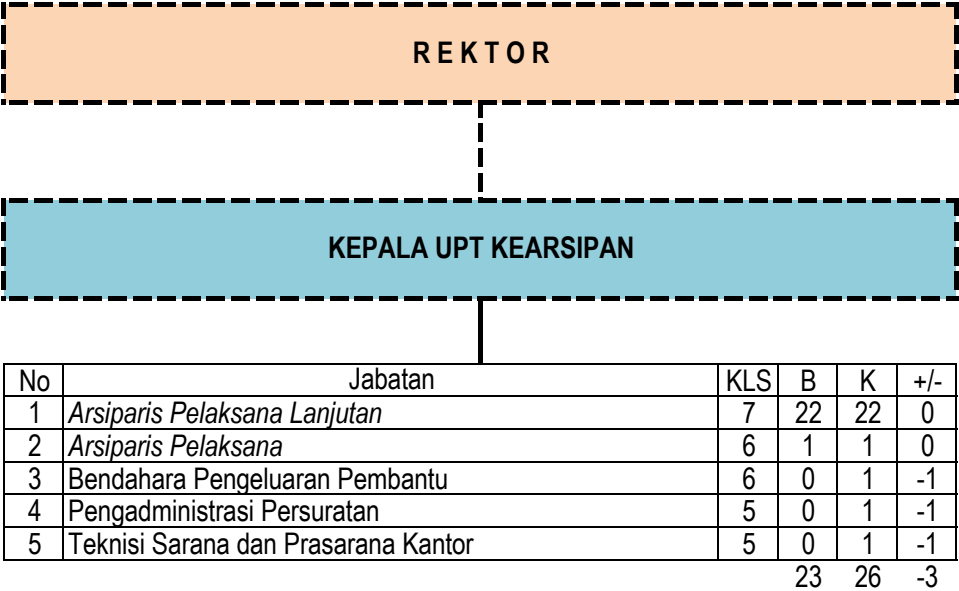 R E K T O R
KEPALA UPT KEARSIPAN
No Jabatan KLS B K +/-
1 Arsiparis Pelaksana Lanjutan 7 22 22 0
2 Arsiparis Pelaksana 6 1 1 0
3 Bendahara Pengeluaran Pembantu 6 0 1 -1
4 Pengadministrasi Persuratan 5 0 1 -1
5 Teknisi Sarana dan Prasarana Kantor 5 0 1 -1
23 26 -3